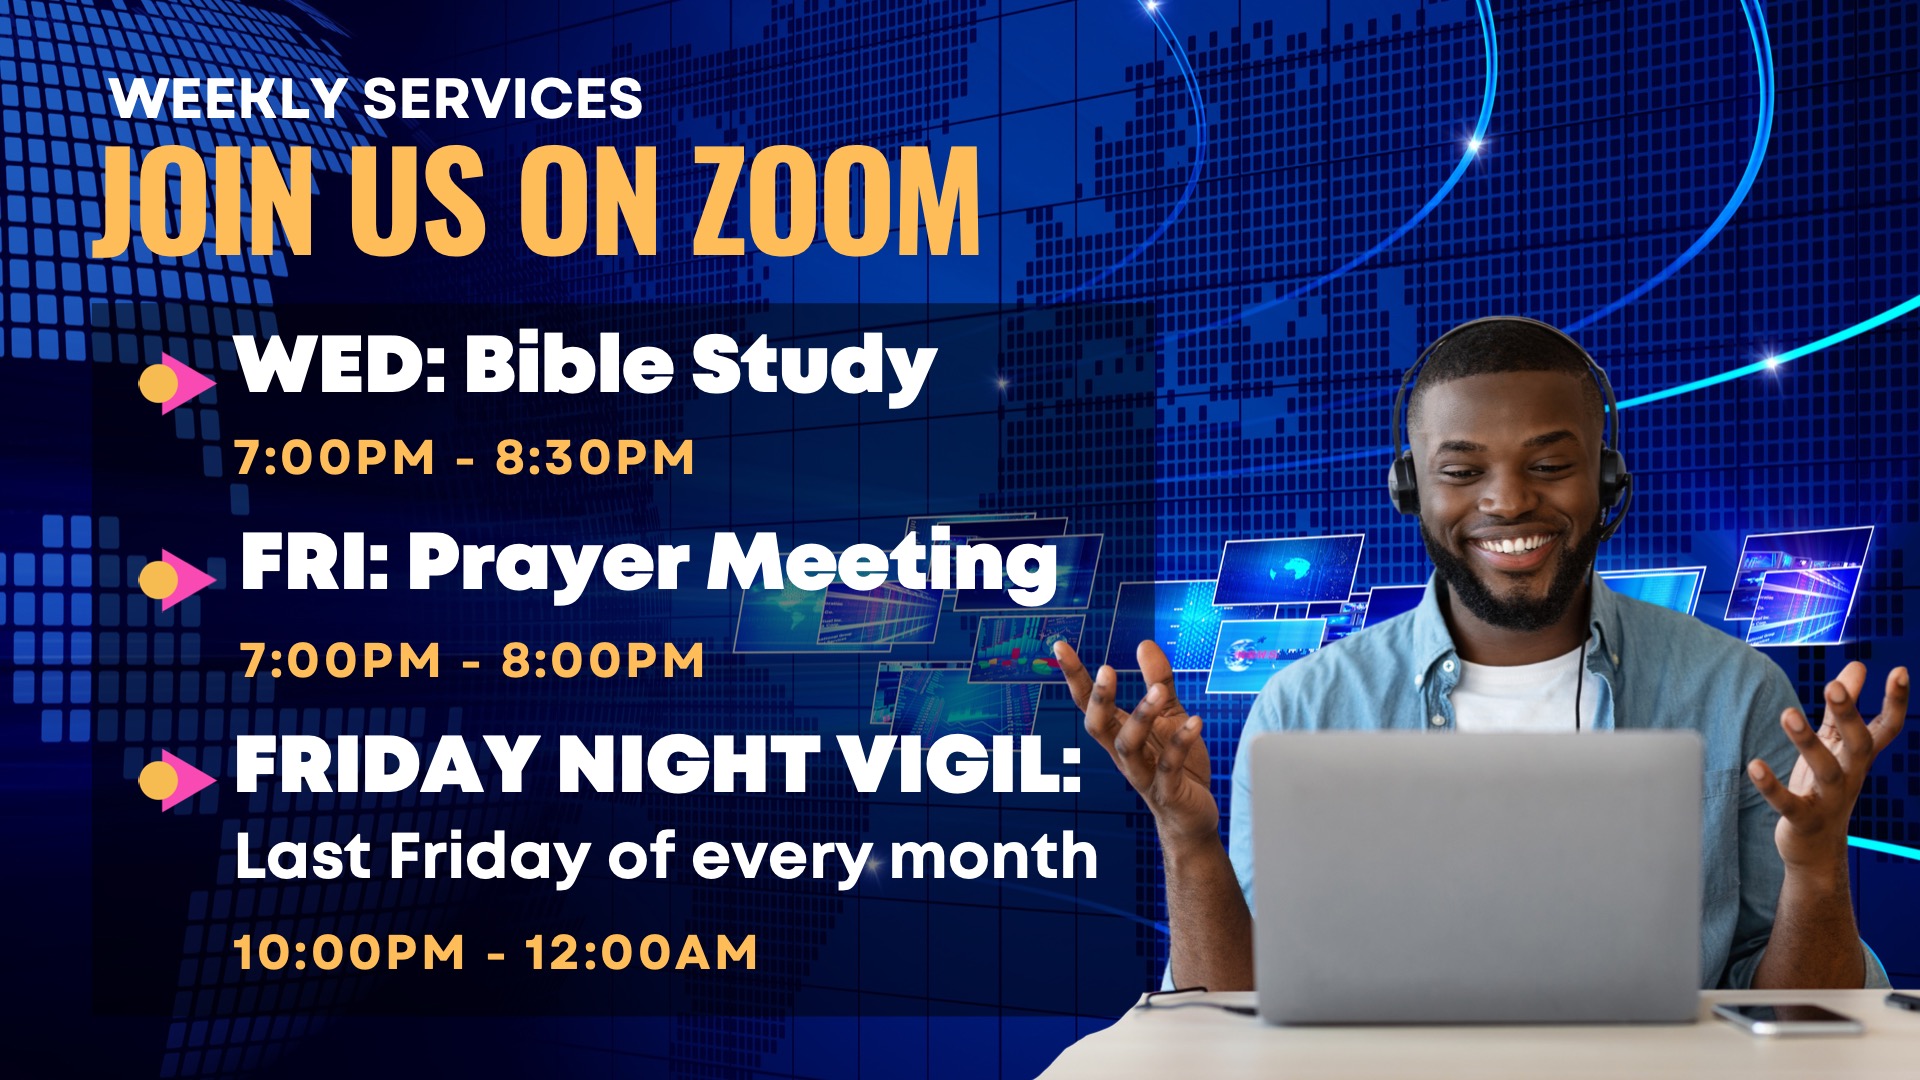 WEEKLY SERVICES
JOIN US ON ZOOM
WED: Bible Study
7:00PM - 8:30PM
FRI: Prayer Meeting
7:00PM - 8:00PM
FRIDAY NIGHT VIGIL:
Last Friday of every month
10:00PM - 12:00AM